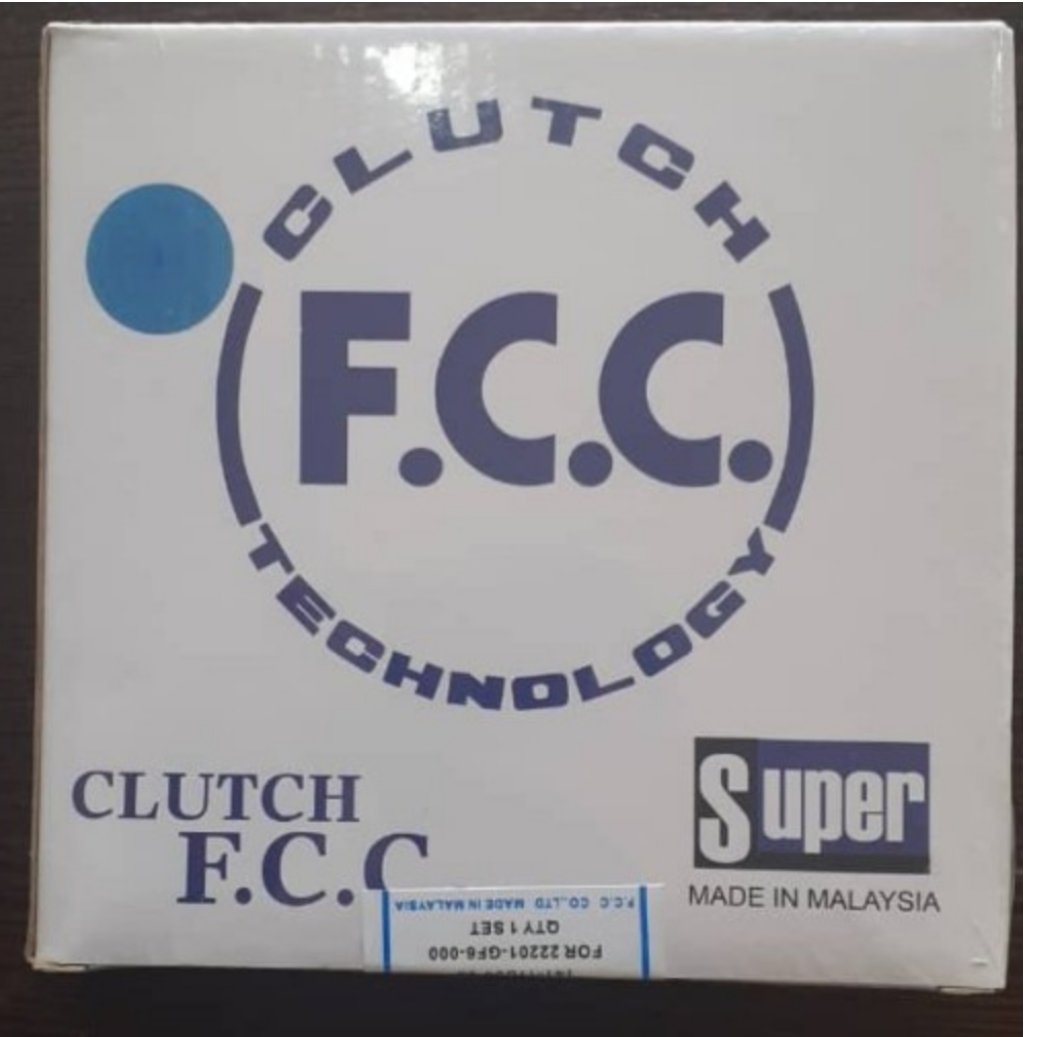 CLUTCH
F.C.C.
TECHNOLOGY
CLUTCH
F.C.C
Super
MADE IN MALAYSIA
FOR 22201-GF6-000
QTY 1 SET
F.C.C CO.,LTD MADE IN MALAYSIA